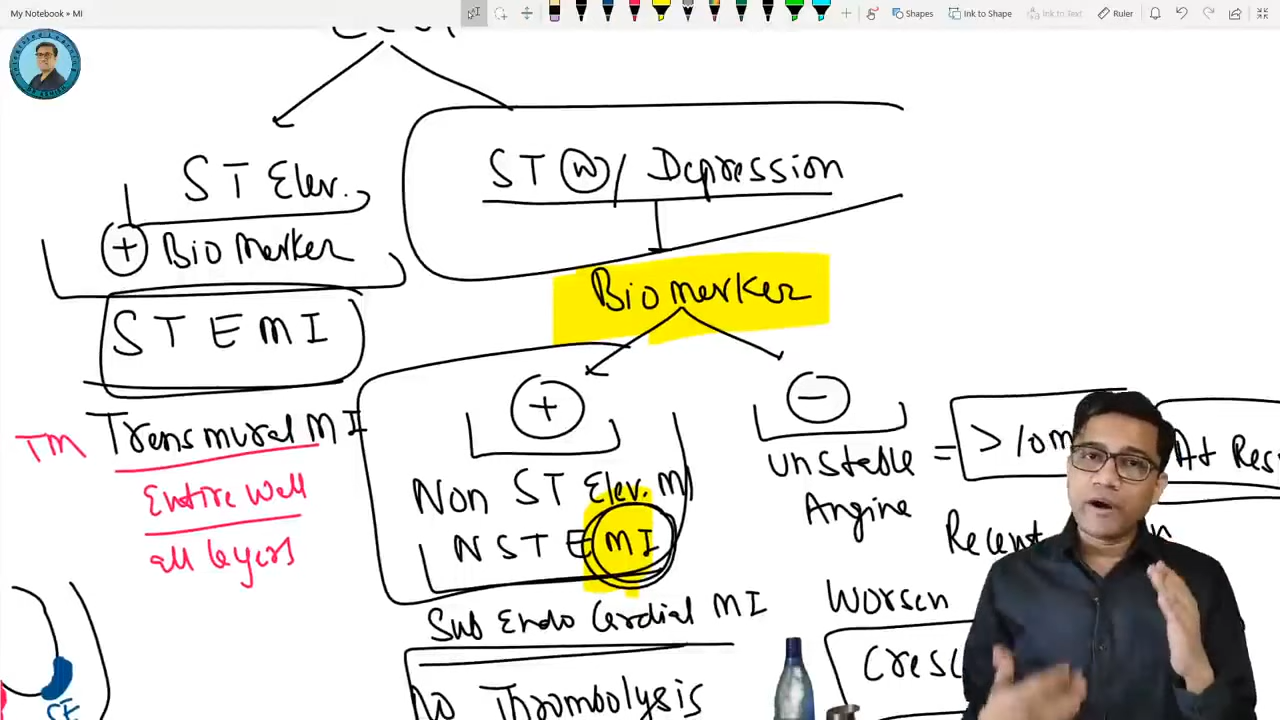 My Notebook » MI
Shapes
Ink to Shape
Ink to Text
Ruler
ST Elev.
+ Bio Marker
STEMI
Transmural MI
TM
Entire Wall
all layers
ST N / Depression
Biomarker
+
Non ST Elev. MI
NSTEMI
Sub Endo Cardial MI
No Thrombolysis
-
Unstable
Angina
=
> 10m
At Res
Recent
Worsen
Cresc
SE